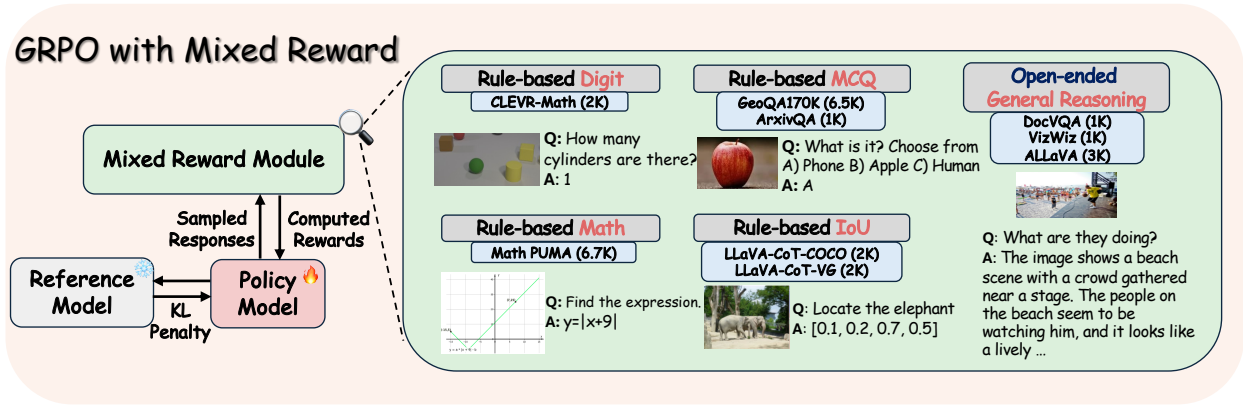 GRPO with Mixed Reward
Mixed Reward Module
Sampled
Responses
Computed
Rewards
Reference
Model
Policy
Model
KL
Penalty
Rule-based Digit
CLEVR-Math (2K)
Q: How many
cylinders are there?
A: 1
Rule-based MCQ
GeoQA170K (6.5K)
ArxivQA (1K)
Q: What is it? Choose from
A) Phone B) Apple C) Human
A: A
Rule-based Math
Math PUMA (6.7K)
Q: Find the expression.
A: y=|x+9|
Rule-based IoU
LLaVA-CoT-COCO (2K)
LLaVA-CoT-VG (2K)
Q: Locate the elephant
A: [0.1, 0.2, 0.7, 0.5]
Open-ended
General Reasoning
DocVQA (1K)
VizWiz (1K)
ALLaVA (3K)
Q: What are they doing?
A: The image shows a beach
scene with a crowd gathered
near a stage. The people on
the beach seem to be
watching him, and it looks like
a lively ...